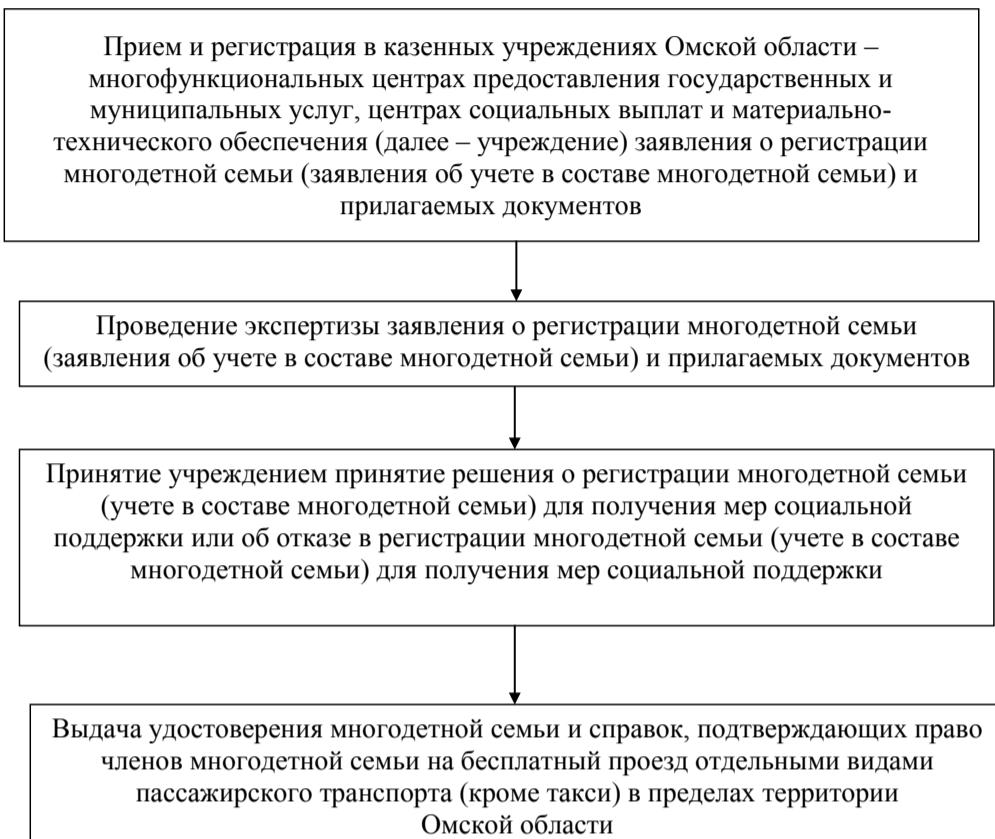 Прием и регистрация в казенных учреждениях Омской области –
многофункциональных центрах предоставления государственных и
муниципальных услуг, центрах социальных выплат и материально-
технического обеспечения (далее – учреждение) заявления о регистрации
многодетной семьи (заявления об учете в составе многодетной семьи) и
прилагаемых документов
Проведение экспертизы заявления о регистрации многодетной семьи
(заявления об учете в составе многодетной семьи) и прилагаемых документов
Принятие учреждением принятие решения о регистрации многодетной семьи
(учете в составе многодетной семьи) для получения мер социальной
поддержки или об отказе в регистрации многодетной семьи (учете в составе
многодетной семьи) для получения мер социальной поддержки
Выдача удостоверения многодетной семьи и справок, подтверждающих право
членов многодетной семьи на бесплатный проезд отдельными видами
пассажирского транспорта (кроме такси) в пределах территории
Омской области